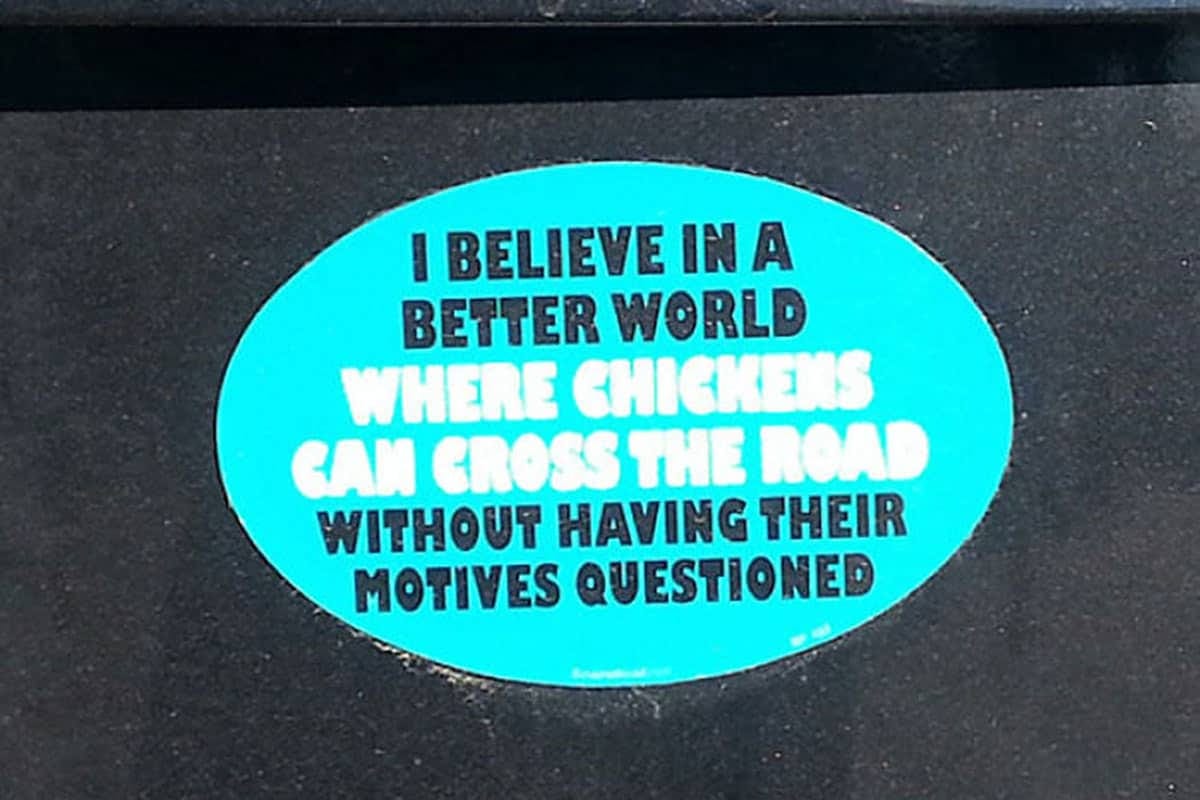 I BELIEVE IN A
BETTER WORLD
WHERE CHICKENS
CAN CROSS THE ROAD
WITHOUT HAVING THEIR
MOTIVES QUESTIONED